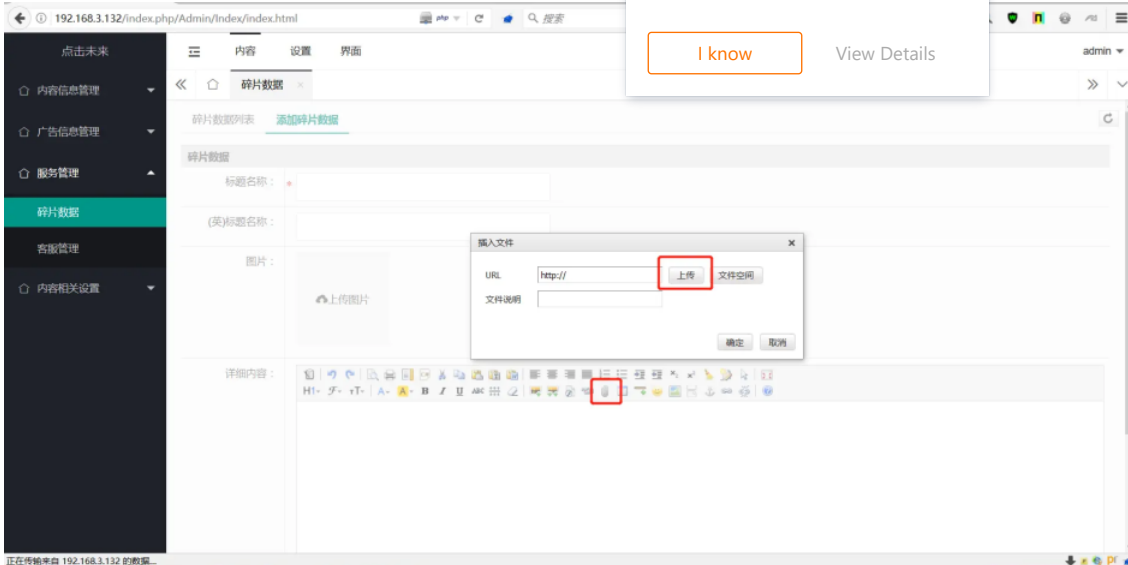 192.168.3.132/index.php/Admin/Index/index.html
php
搜索
I know
View Details
点击未来
内容
设置
界面
admin
内容信息管理
碎片数据
广告信息管理
碎片数据列表
添加碎片数据
服务管理
碎片数据
标题名称：
*
碎片数据
(英)标题名称：
客服管理
插入文件
图片：
URL
http://
上传
文件空间
内容相关设置
上传图片
文件说明
确定
取消
详细内容：
正在传输来自 192.168.3.132 的数据...